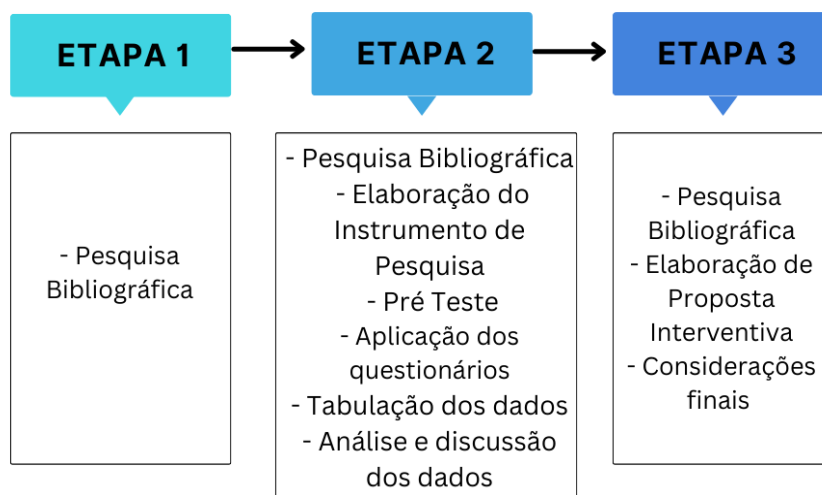 ETAPA 1
- Pesquisa
Bibliográfica
ETAPA 2
- Pesquisa Bibliográfica
- Elaboração do
Instrumento de
Pesquisa
- Pré Teste
- Aplicação dos
questionários
- Tabulação dos dados
- Análise e discussão
dos dados
ETAPA 3
- Pesquisa
Bibliográfica
- Elaboração de
Proposta
Interventiva
- Considerações
finais